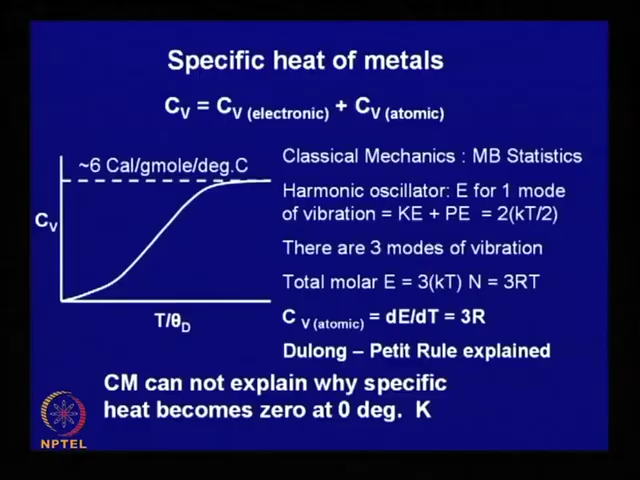 Specific heat of metals
CV = CV (electronic) + CV (atomic)
~6 Cal/gmole/deg.C
CV
T/θD
Classical Mechanics : MB Statistics
Harmonic oscillator: E for 1 mode
of vibration = KE + PE = 2(kT/2)
There are 3 modes of vibration
Total molar E = 3(kT) N = 3RT
C V (atomic) = dE/dT = 3R
Dulong – Petit Rule explained
CM can not explain why specific
heat becomes zero at 0 deg. K
NPTEL